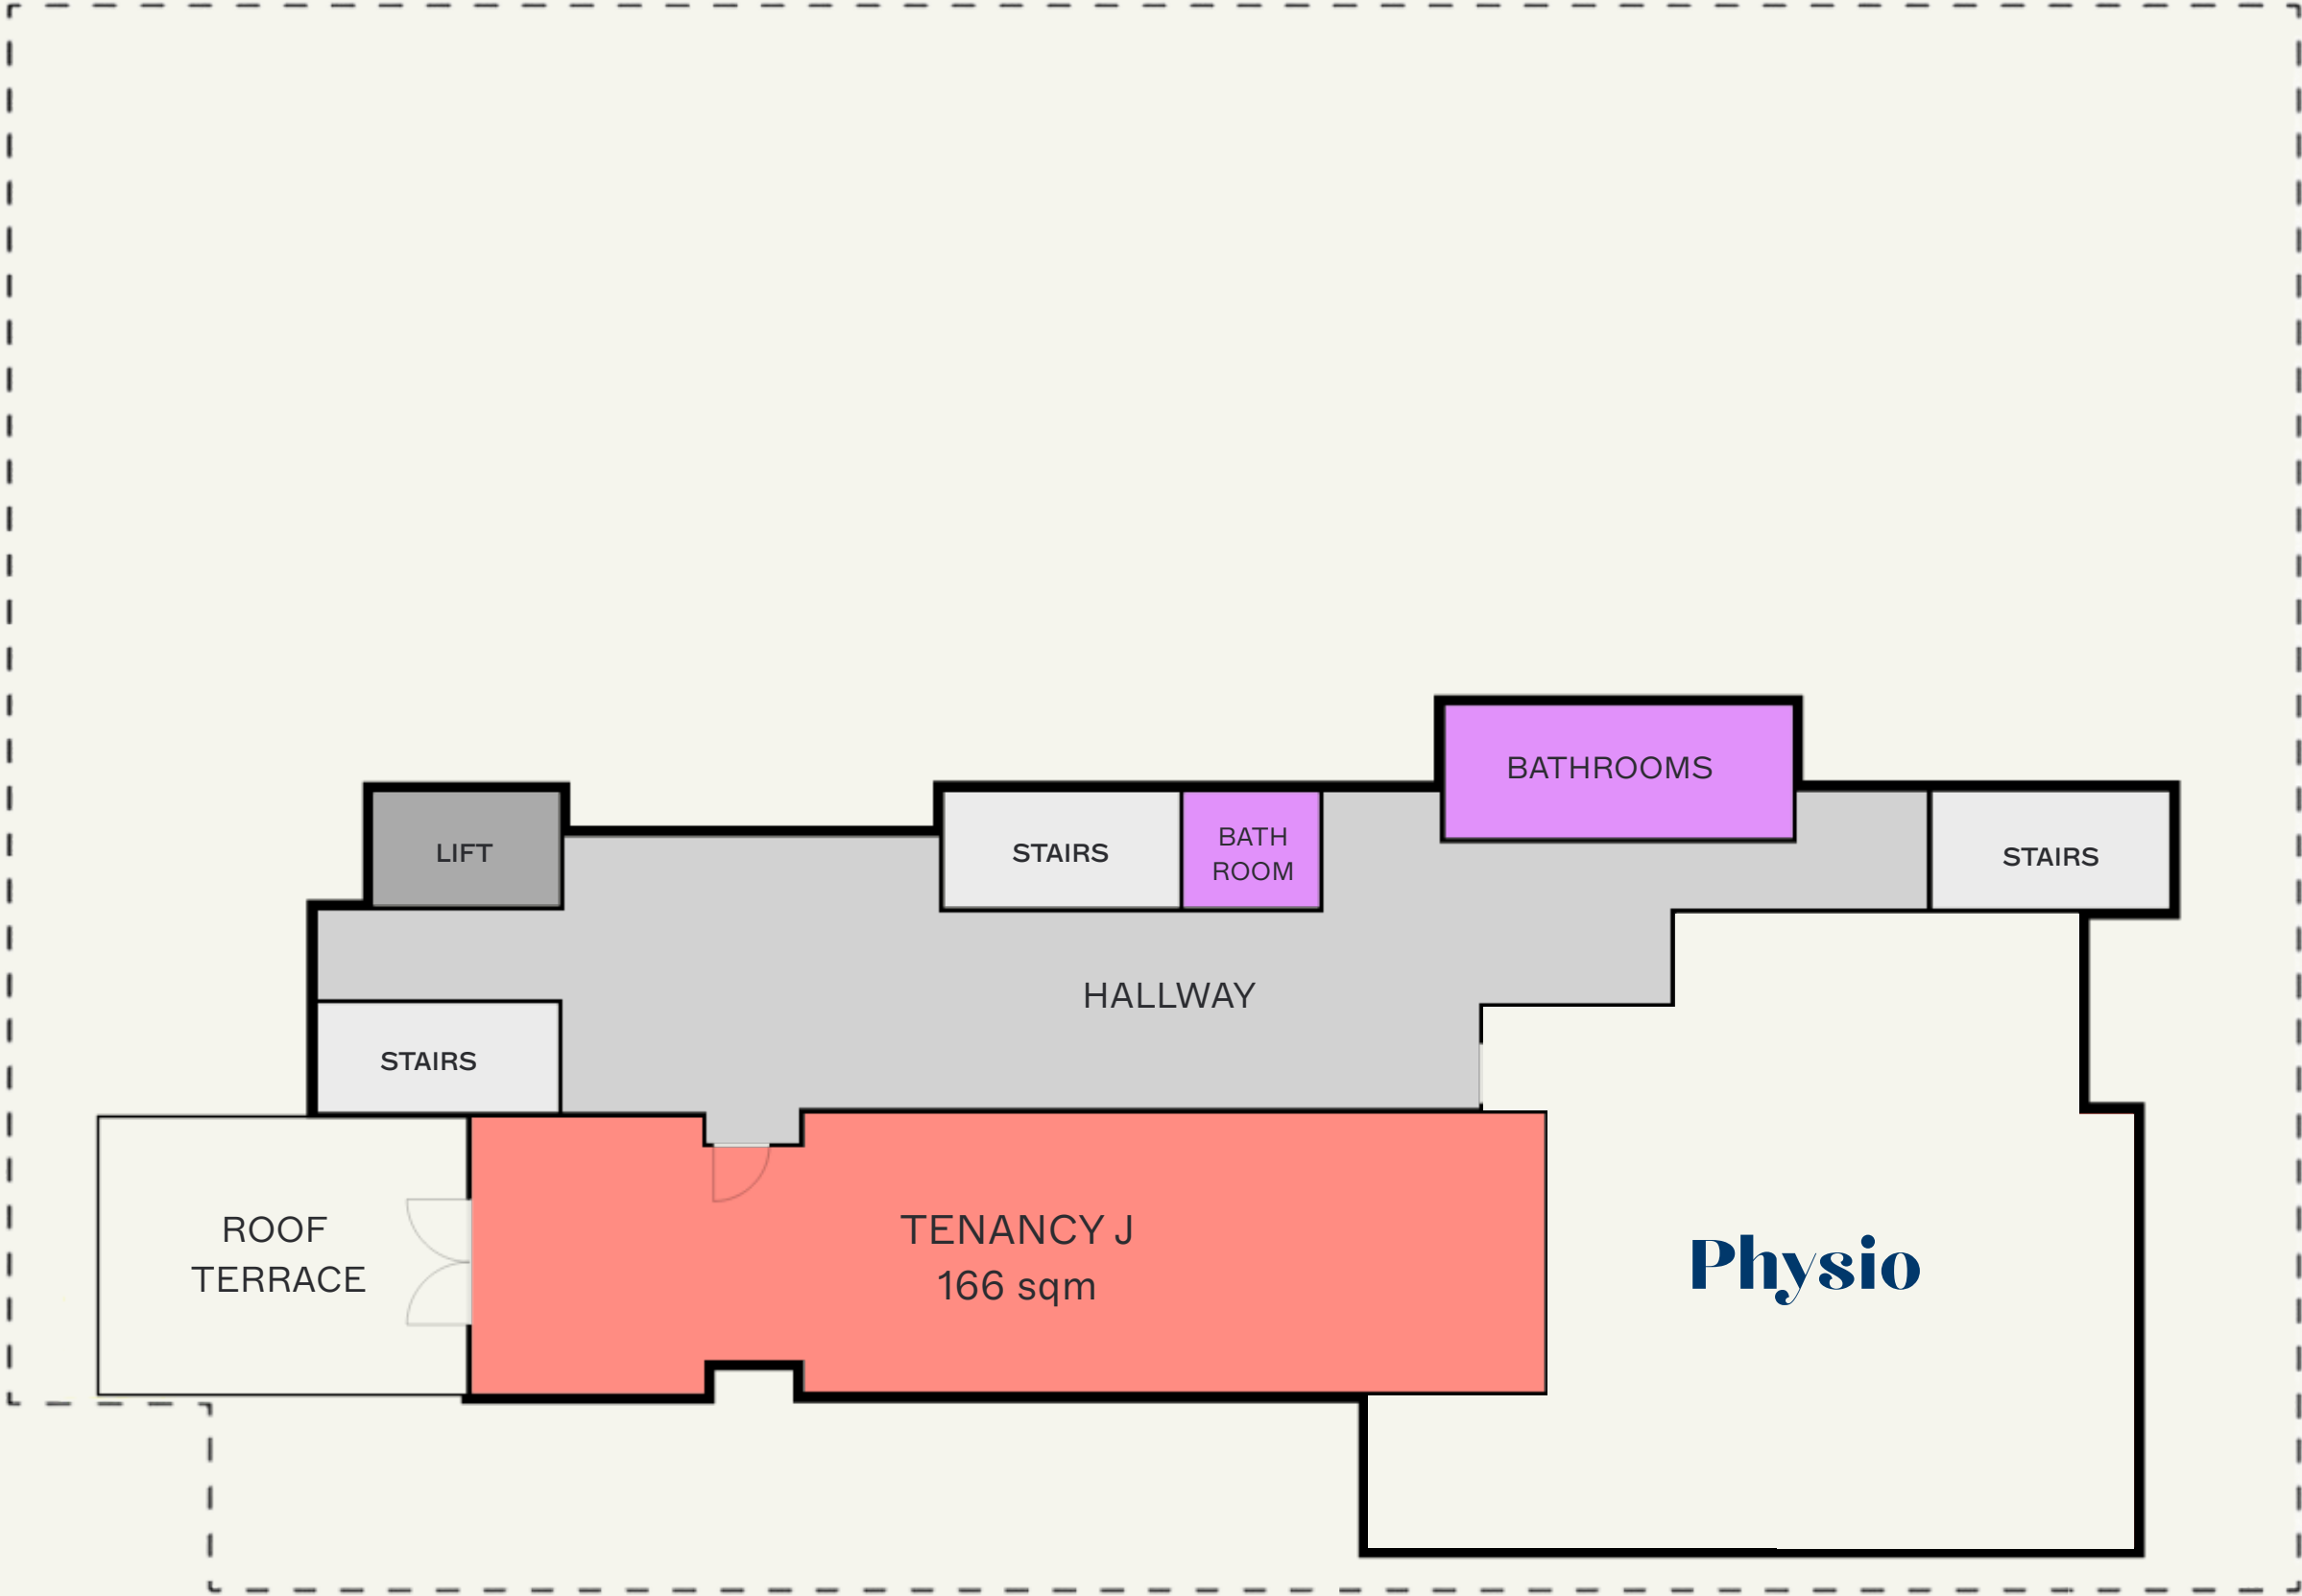 BATHROOMS
LIFT
STAIRS
BATH
ROOM
STAIRS
HALLWAY
STAIRS
ROOF
TERRACE
TENANCY J
166 sqm
Physio